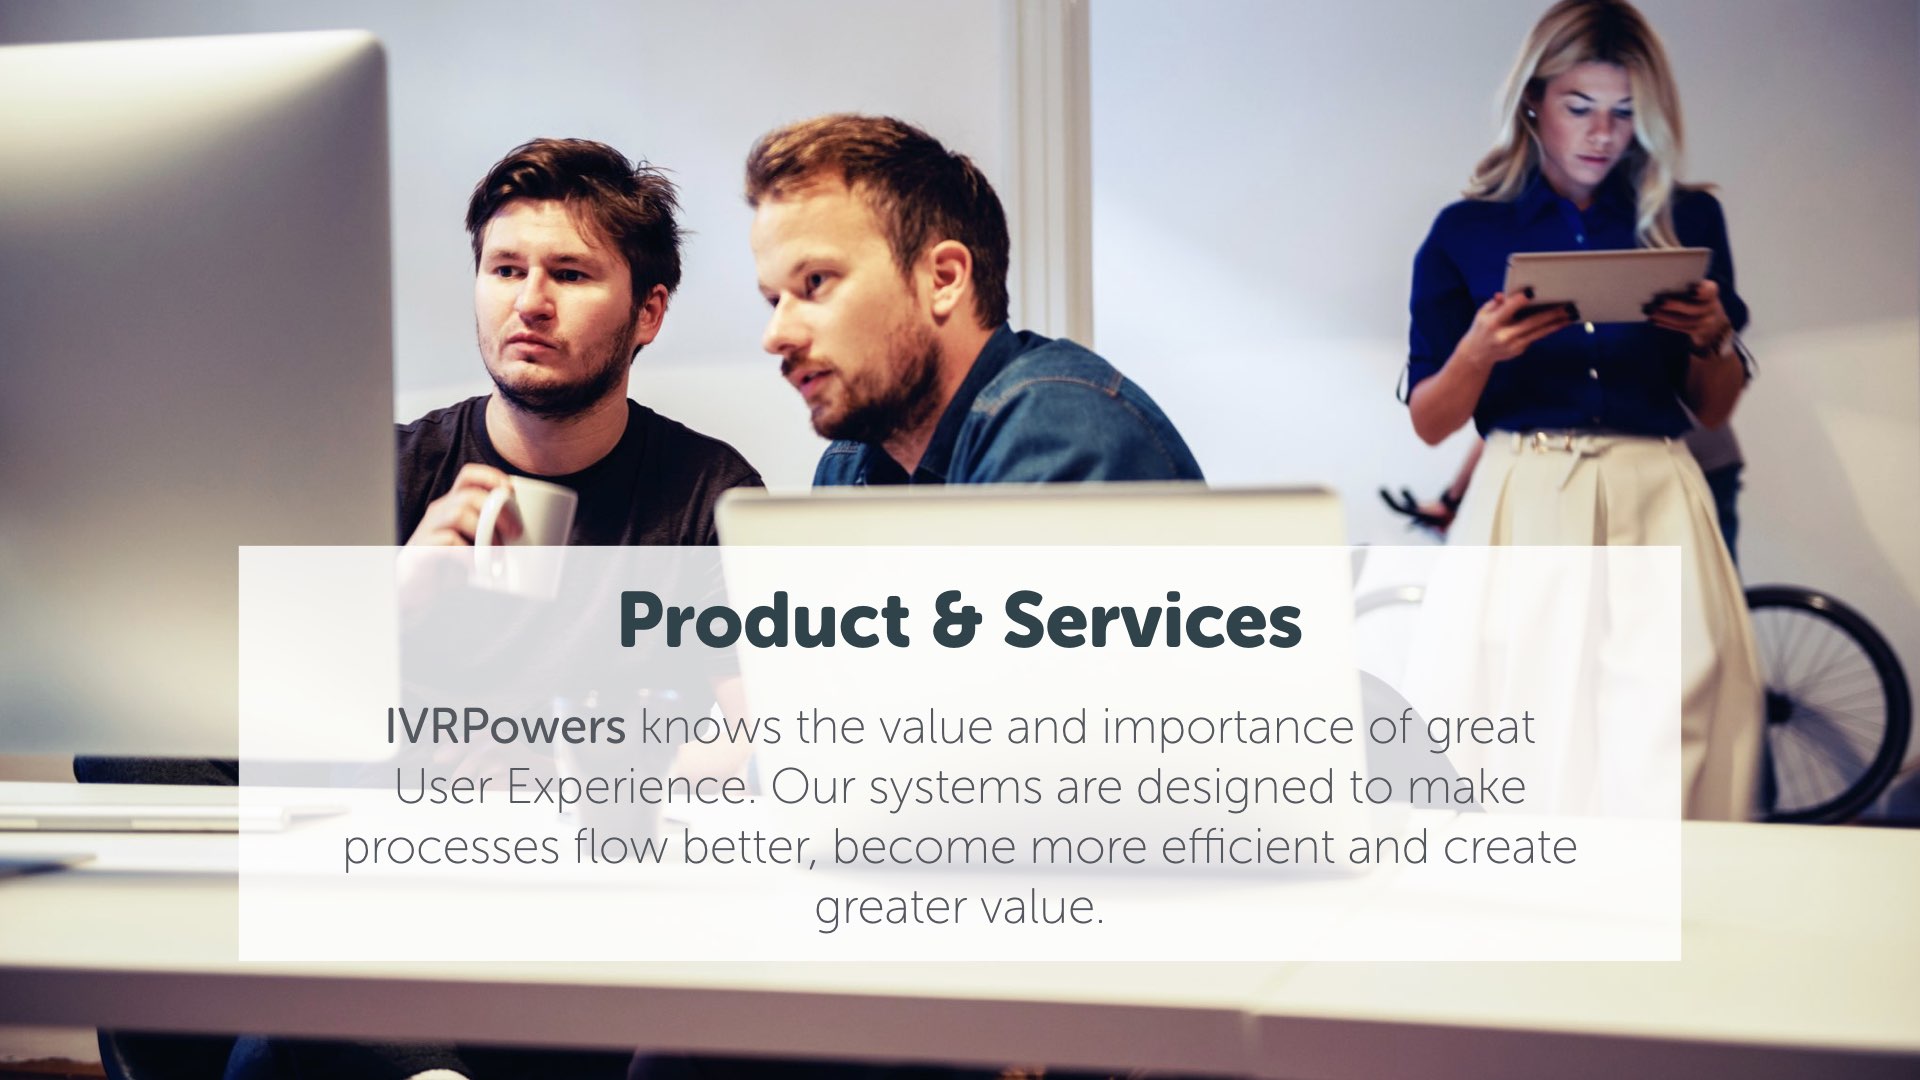 Product & Services
IVRPowers knows the value and importance of great
User Experience. Our systems are designed to make
processes flow better, become more efficient and create
greater value.